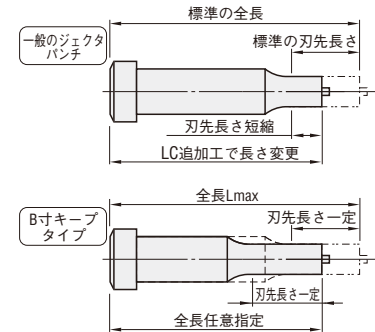 標準の全長
一般のジェクタ
パンチ
標準の刃先長さ
刃先長さ短縮
LC追加工で長さ変更
全長Lmax
B寸キープ
タイプ
刃先長さ一定
刃先長さ一定
全長任意指定